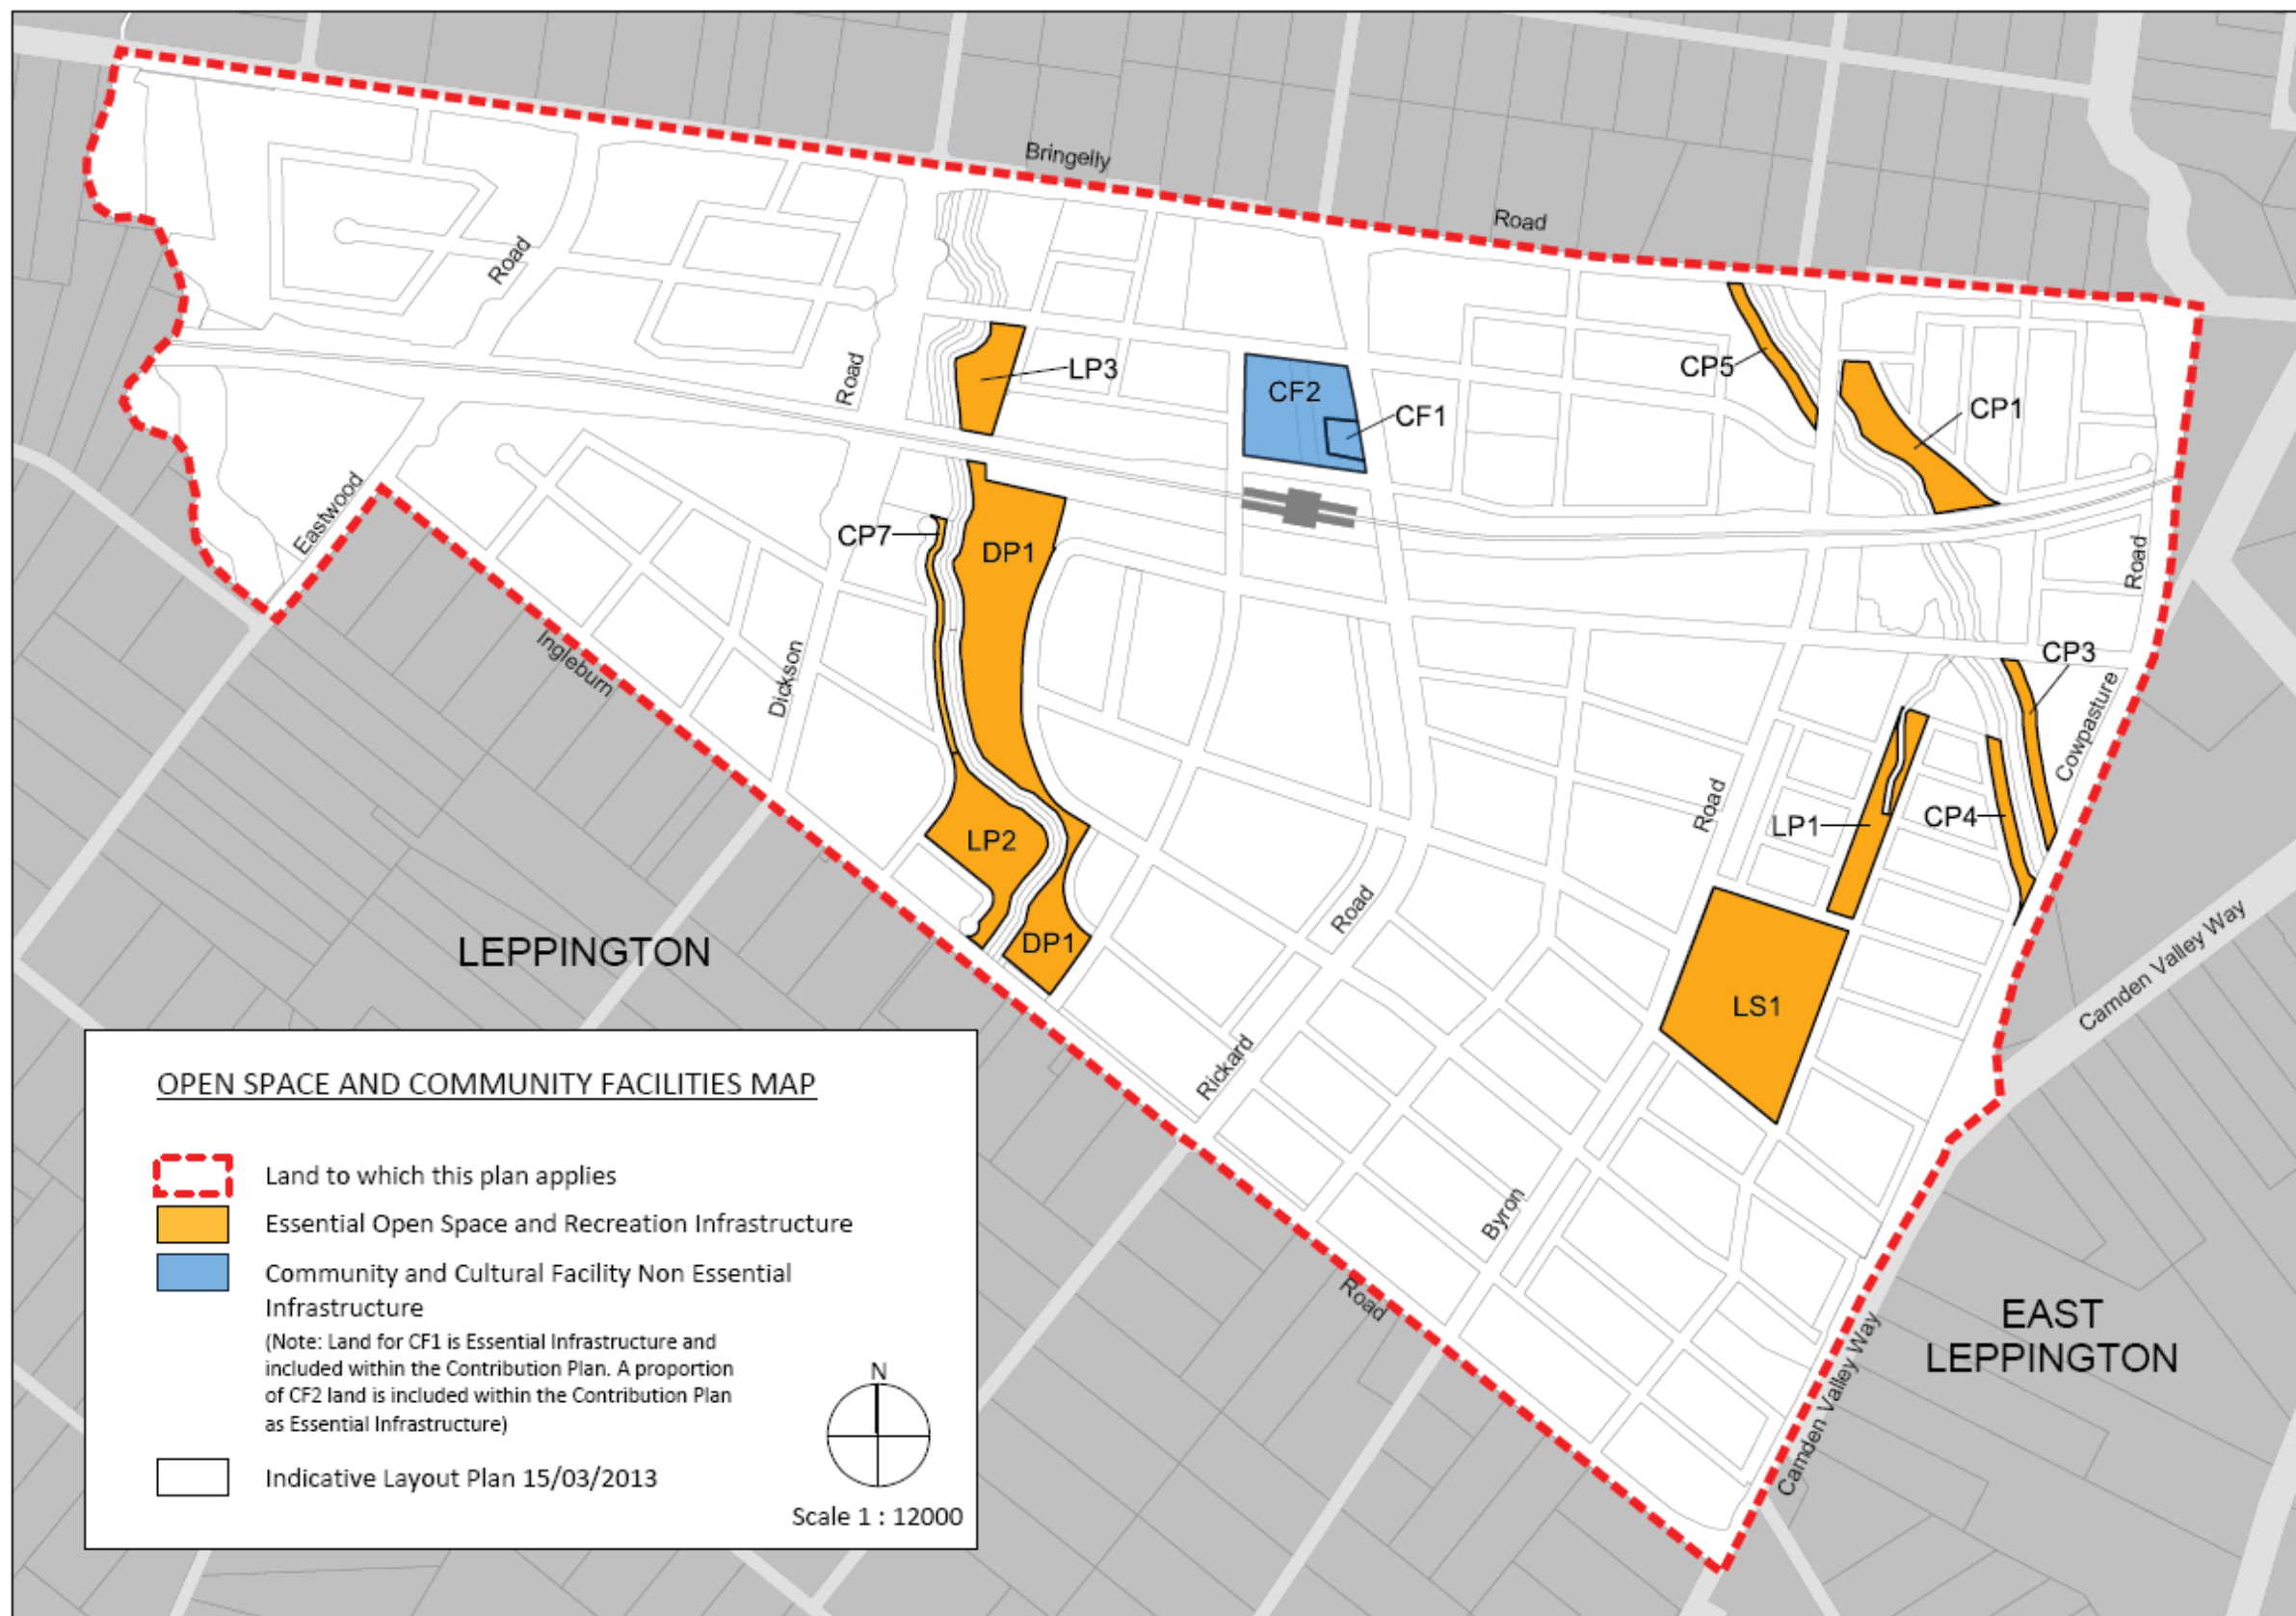 Bringelly
Road
Road
CP5
LP3
Road
CF2
CP1
CF1
Eastwood
CP7
DP1
Road
Ingleburn
Dickson
CP3
Cowpasture
Road
LP1
CP4
LP2
Road
DP1
LEPPINGTON
LS1
Camden Valley Way
Rickard
Byron
Road
EAST
LEPPINGTON
Camden Valley Way
OPEN SPACE AND COMMUNITY FACILITIES MAP
Land to which this plan applies
Essential Open Space and Recreation Infrastructure
Community and Cultural Facility Non Essential
Infrastructure
(Note: Land for CF1 is Essential Infrastructure and
included within the Contribution Plan. A proportion
of CF2 land is included within the Contribution Plan
as Essential Infrastructure)
Indicative Layout Plan 15/03/2013
N
Scale 1 : 12000